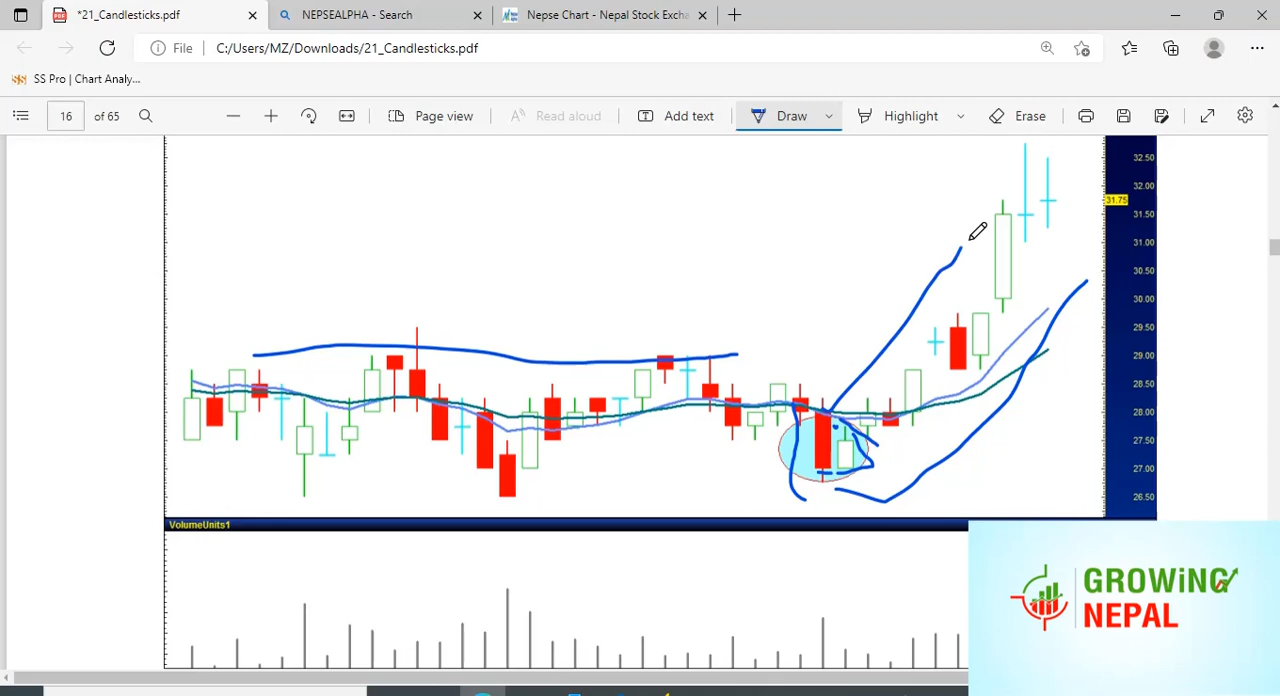 *21_Candlesticks.pdf
NEPSEALPHA - Search
Nepse Chart - Nepal Stock Excha
File
C:/Users/MZ/Downloads/21_Candlesticks.pdf
SS Pro | Chart Analy...
16
of 65
Page view
Read aloud
Add text
Draw
Highlight
Erase
32.50
32.00
31.75
31.50
31.00
30.50
30.00
29.50
29.00
28.50
28.00
27.50
27.00
26.50
VolumeUnits1
GROWiNG
NEPAL